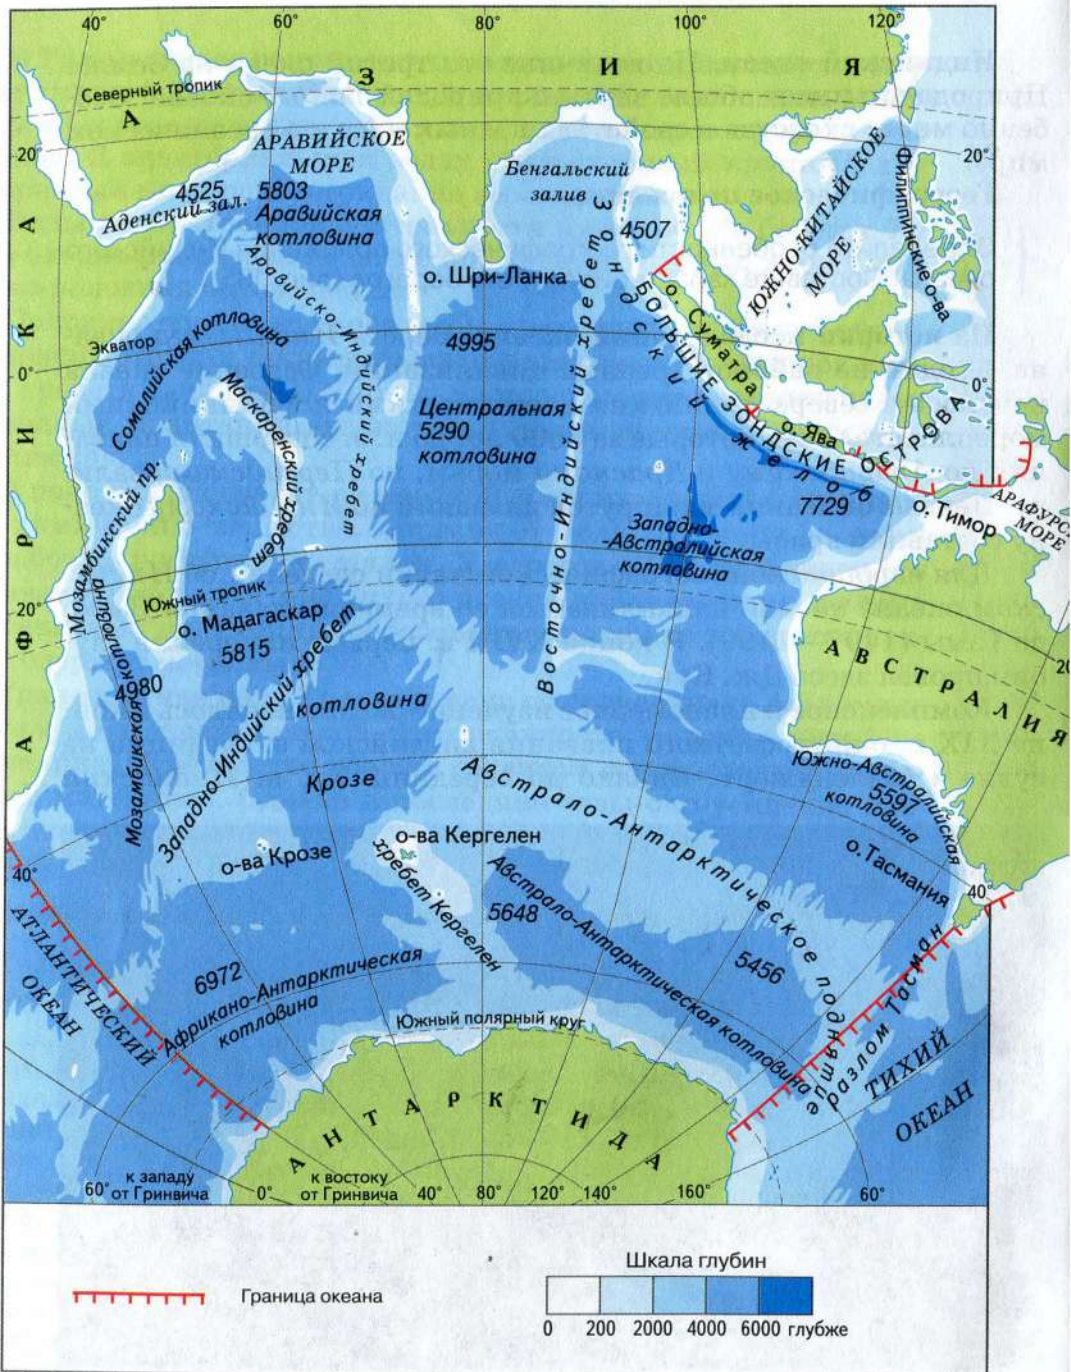 40°
60°
80°
100°
120°
А З И Я
Северный тропик
20°
АРАВИЙСКОЕ
МОРЕ
4525
5803
Аденский зал.
Аравийская
котловина
Бенгальский
залив
4507
ЮЖНО-КИТАЙСКОЕ
МОРЕ
Филиппинские о-ва
20°
о. Шри-Ланка
Аравийско-Индийский хребет
Экватор
0°
Сомалийская котловина
Маскаренский хребет
4995
Центральная
5290
котловина
Восточно-Индийский хребет
Зондский желоб
БОЛЬШИЕ ЗОНДСКИЕ ОСТРОВА
о. Суматра
о. Ява
0°
7729
о. Тимор
АРАФУРСК
МОРЕ
Западно-
-Австралийская
котловина
АФРИКА
Мозамбикский пр.
20°
Южный тропик
о. Мадагаскар
5815
4980
Мозамбикская котловина
Западно-Индийский хребет
котловина
Крозе
АВСТРАЛИЯ
20
Австрало-Антарктическое поднятие
Южно-Австралийская
5597
котловина
о. Тасмания
40°
о-ва Кергелен
о-ва Крозе
хребет Кергелен
5648
Австрало-Антарктическая котловина
5456
40°
АТЛАНТИЧЕСКИЙ
ОКЕАН
6972
Африкано-Антарктическая
котловина
Южный полярный круг
разлом Тасман
ТИХИЙ
ОКЕАН
АНТАРКТИДА
60°
к западу
от Гринвича
0°
к востоку
от Гринвича
40°
80°
120°
140°
160°
60°
Граница океана
Шкала глубин
0 200 2000 4000 6000 глубже